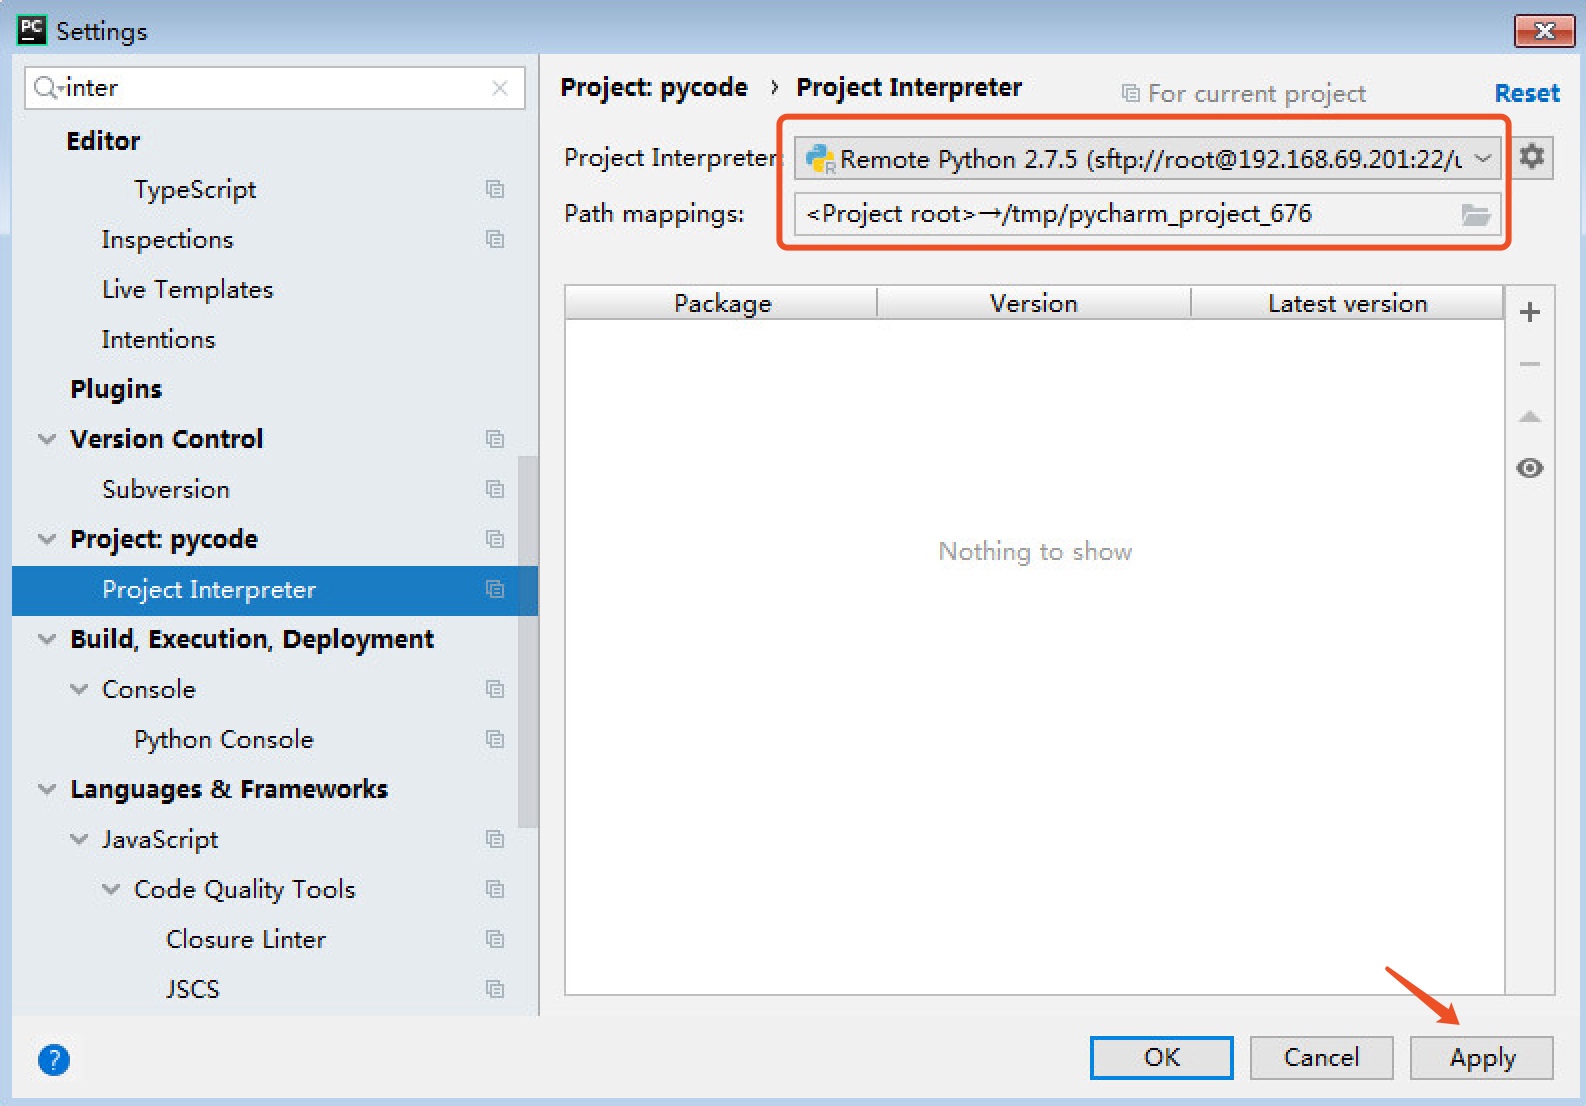 PC Settings
inter
Editor
TypeScript
Inspections
Live Templates
Intentions
Plugins
Version Control
Subversion
Project: pycode
Project Interpreter
Build, Execution, Deployment
Console
Python Console
Languages & Frameworks
JavaScript
Code Quality Tools
Closure Linter
JSCS
Project: pycode › Project Interpreter For current project Reset
Project Interpreter: Remote Python 2.7.5 (sftp://root@192.168.69.201:22/u
Path mappings: <Project root>→/tmp/pycharm_project_676
Package Version Latest version
Nothing to show
? OK Cancel Apply